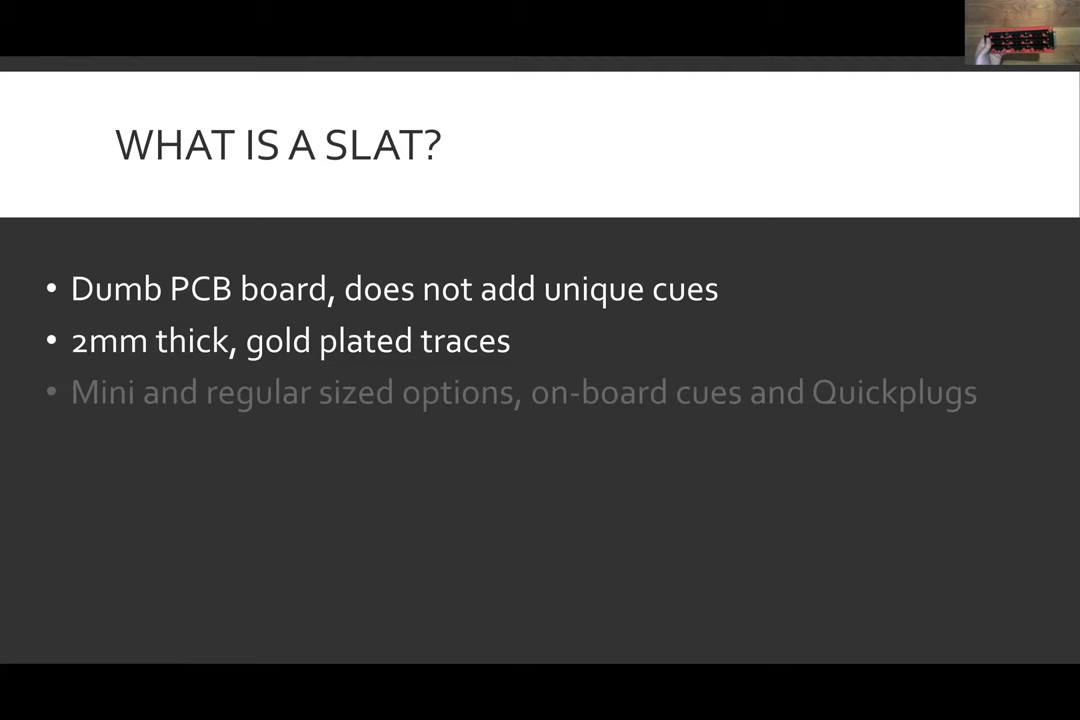 WHAT IS A SLAT?
• Dumb PCB board, does not add unique cues
• 2mm thick, gold plated traces
• Mini and regular sized options, on-board cues and Quickplugs